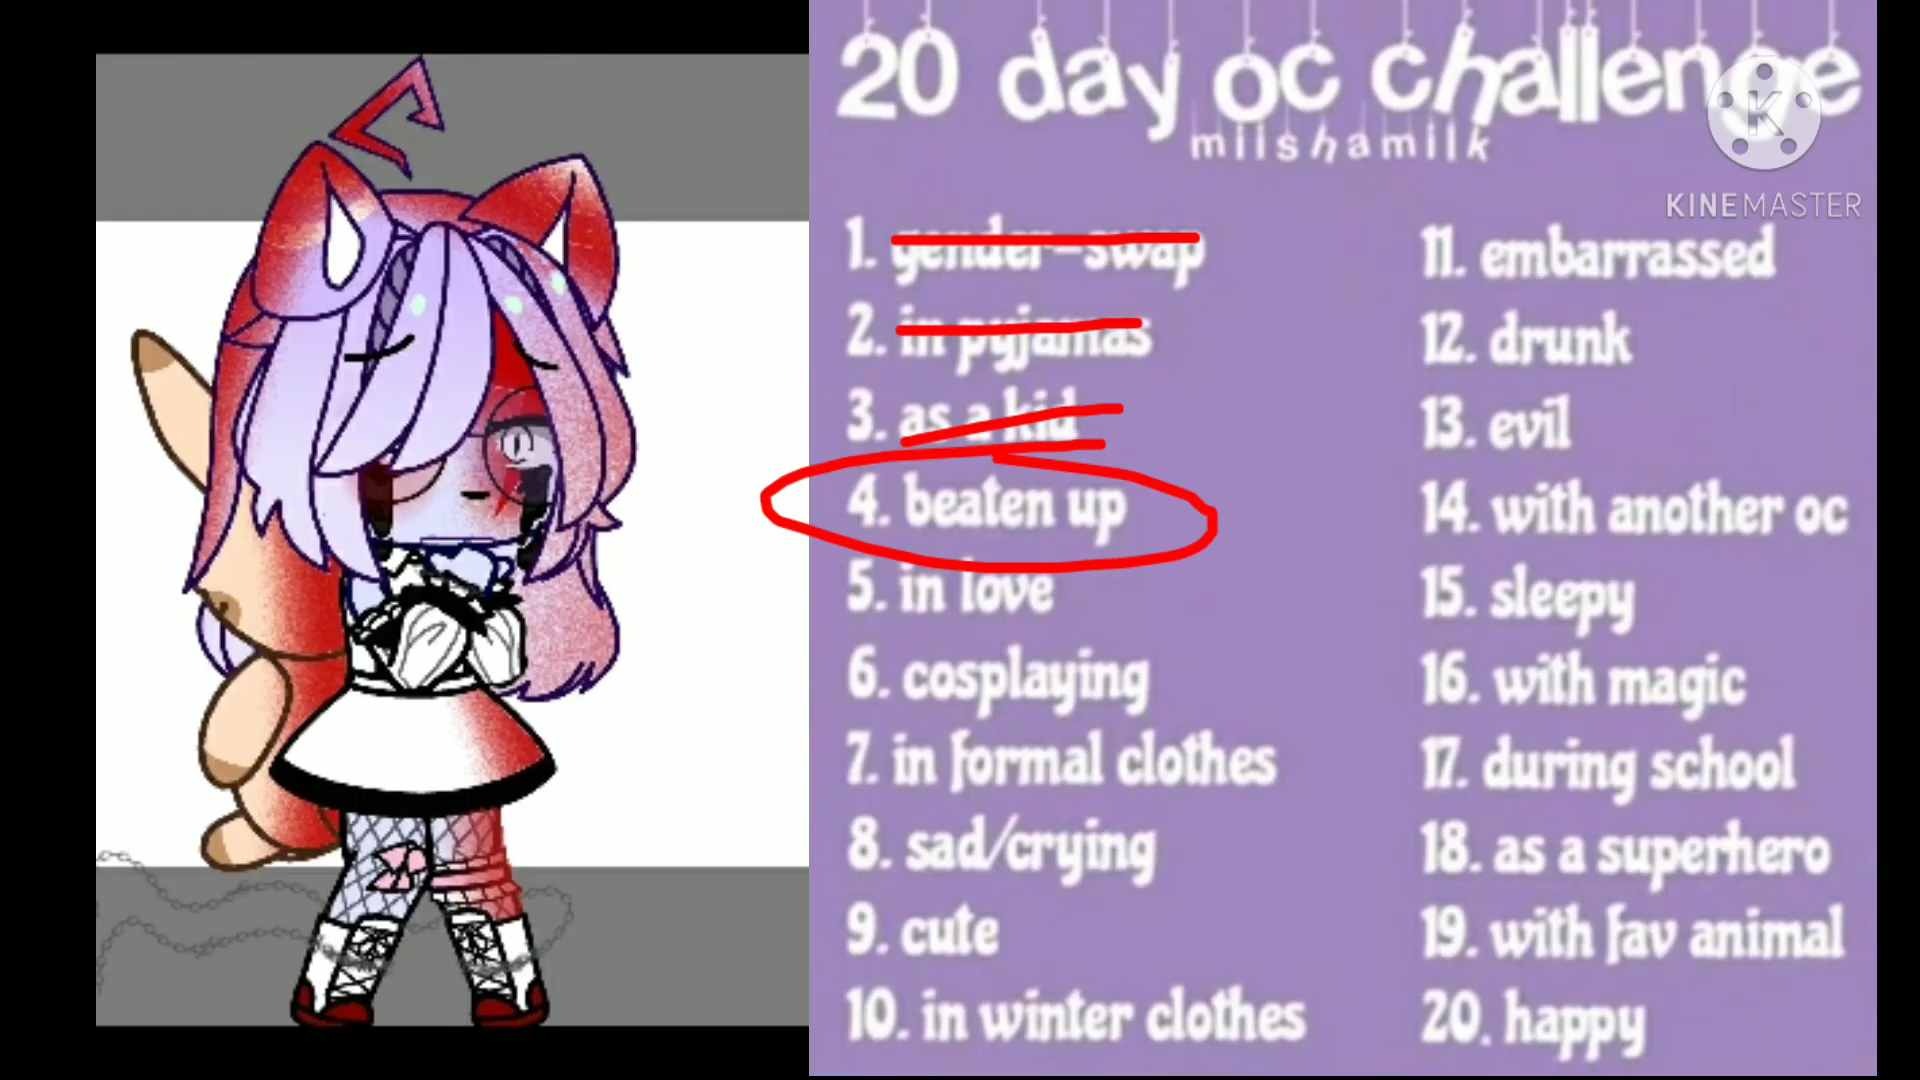 20 day oc challenge
miishamilk
K
KINEMASTER
1. gender-swap
2. in pyjamas
3. as a kid
4. beaten up
5. in love
6. cosplaying
7. in formal clothes
8. sad/crying
9. cute
10. in winter clothes
11. embarrassed
12. drunk
13. evil
14. with another oc
15. sleepy
16. with magic
17. during school
18. as a superhero
19. with fav animal
20. happy